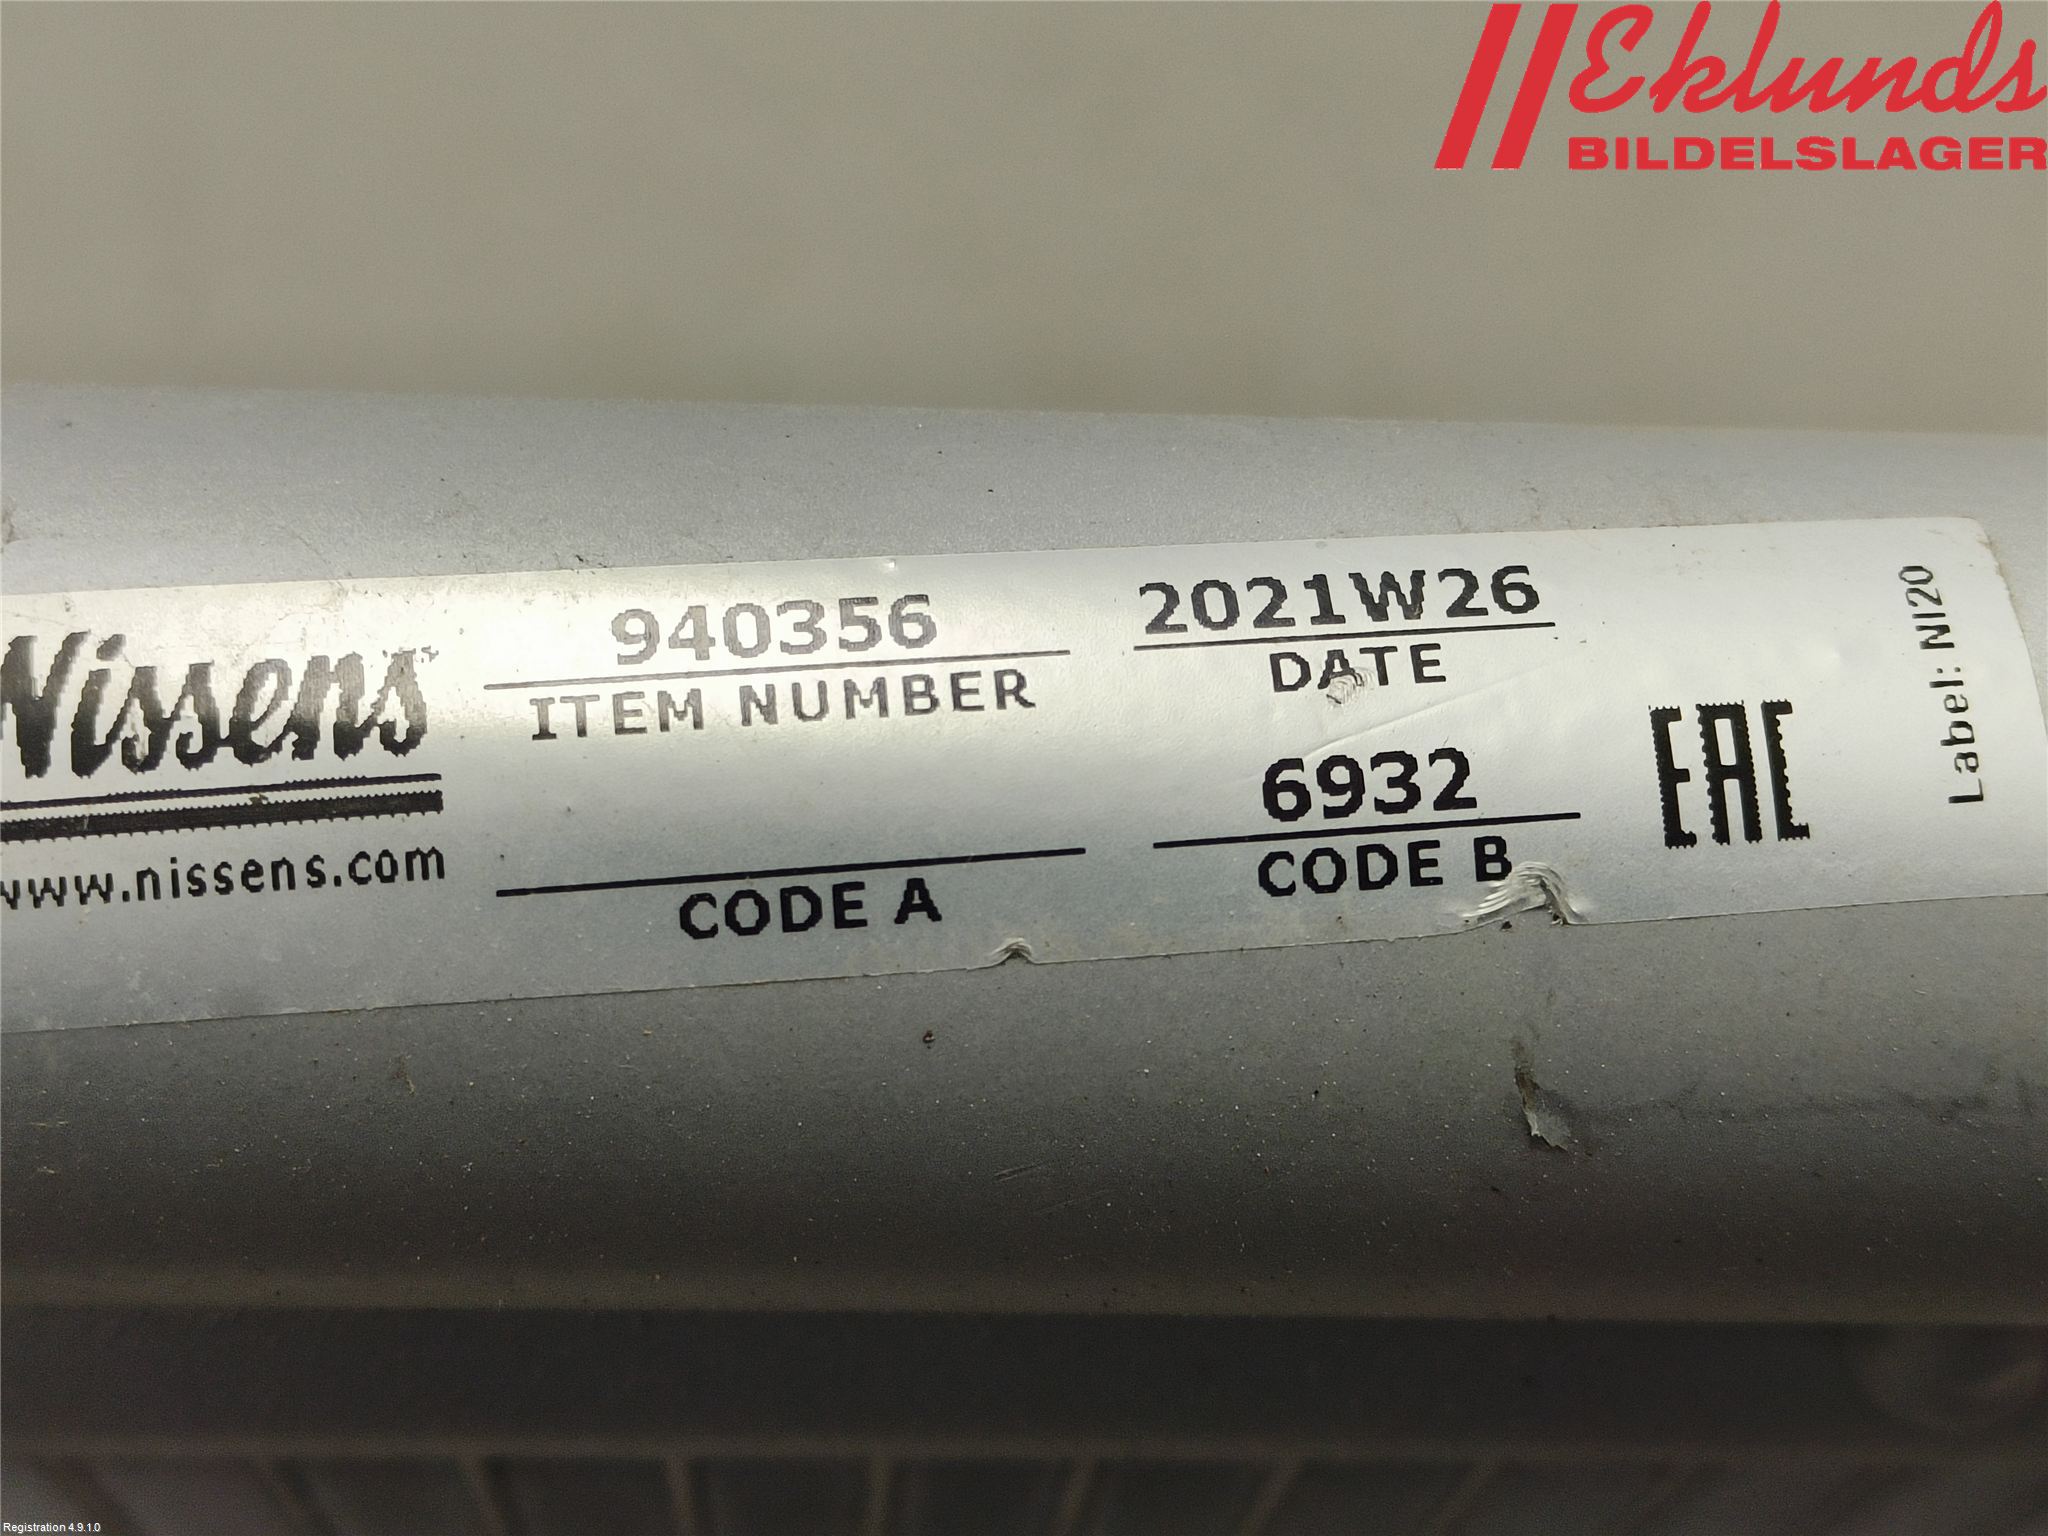 Eklunds
BILDELSLAGER
Nissens
www.nissens.com
940356
ITEM NUMBER
CODE A
2021W26
DATE
6932
CODE B
EAC
Label: NI20
Registration 4.9.1.0